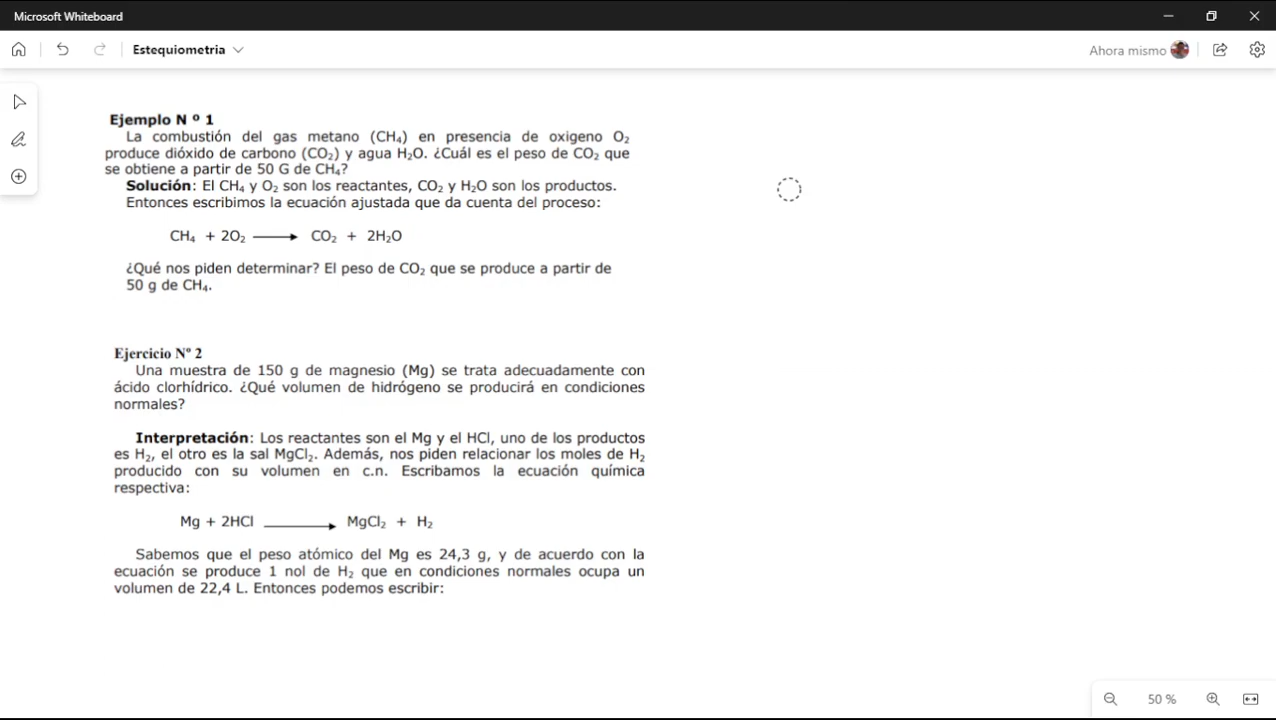 Microsoft Whiteboard
Estequiometria
Ahora mismo
Ejemplo N º 1
La combustión del gas metano (CH₄) en presencia de oxigeno O₂
produce dióxido de carbono (CO₂) y agua H₂O. ¿Cuál es el peso de CO₂ que
se obtiene a partir de 50 G de CH₄?
Solución: El CH₄ y O₂ son los reactantes, CO₂ y H₂O son los productos.
Entonces escribimos la ecuación ajustada que da cuenta del proceso:
CH₄ + 2O₂ ⟶ CO₂ + 2H₂O
¿Qué nos piden determinar? El peso de CO₂ que se produce a partir de
50 g de CH₄.
Ejercicio Nº 2
Una muestra de 150 g de magnesio (Mg) se trata adecuadamente con
ácido clorhídrico. ¿Qué volumen de hidrógeno se producirá en condiciones
normales?
Interpretación: Los reactantes son el Mg y el HCl, uno de los productos
es H₂, el otro es la sal MgCl₂. Además, nos piden relacionar los moles de H₂
producido con su volumen en c.n. Escribamos la ecuación química
respectiva:
Mg + 2HCl ⟶ MgCl₂ + H₂
Sabemos que el peso atómico del Mg es 24,3 g, y de acuerdo con la
ecuación se produce 1 nol de H₂ que en condiciones normales ocupa un
volumen de 22,4 L. Entonces podemos escribir:
50 %